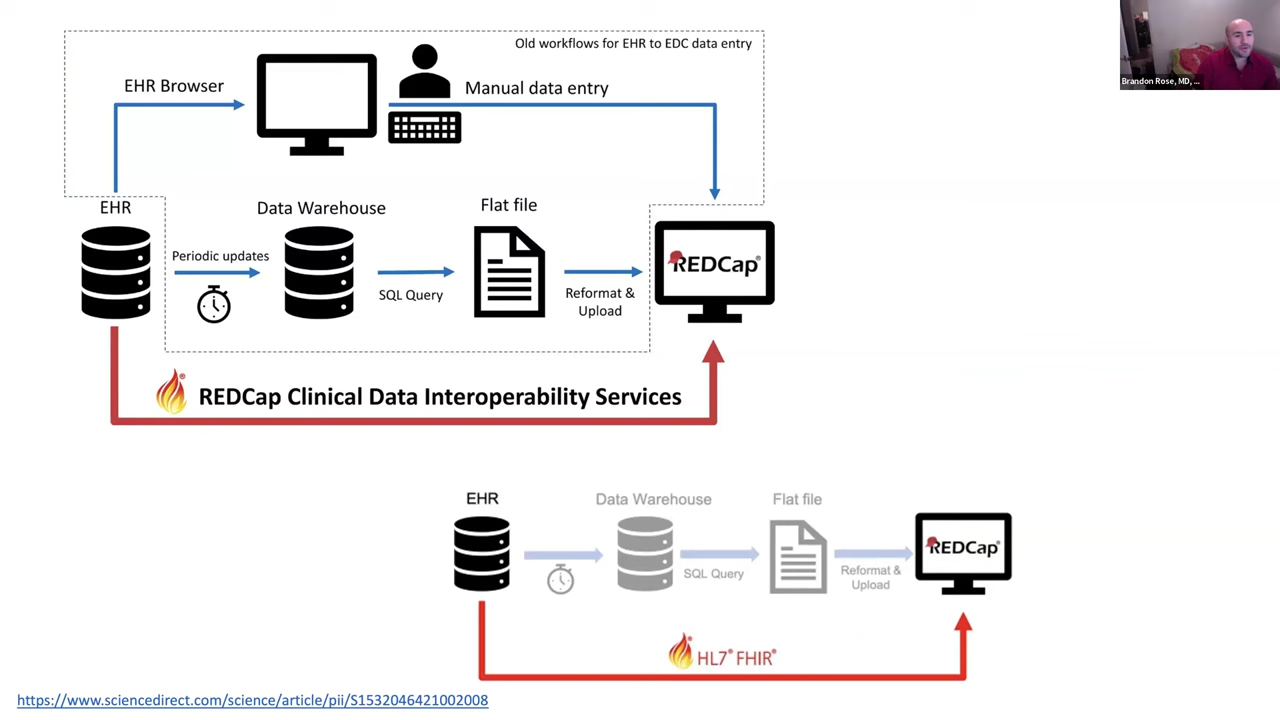 Old workflows for EHR to EDC data entry
EHR Browser
Manual data entry
EHR
Data Warehouse
Flat file
Periodic updates
SQL Query
Reformat &
Upload
REDCap®
REDCap Clinical Data Interoperability Services
EHR
Data Warehouse
Flat file
SQL Query
Reformat &
Upload
REDCap®
HL7® FHIR®
https://www.sciencedirect.com/science/article/pii/S1532046421002008
Brandon Rose, MD, ...